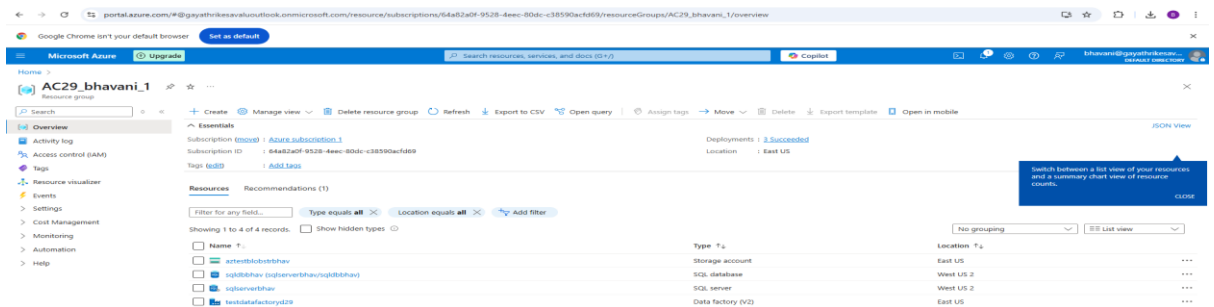 portal.azure.com/#@gayathrikesavaluoutlook.onmicrosoft.com/resource/subscriptions/64a82a0f-9528-4eec-80dc-c38590acfd69/resourceGroups/AC29_bhavani_1/overview
Google Chrome isn't your default browser Set as default
Microsoft Azure Upgrade Search resources, services, and docs (G+/) Copilot bhavani@gayathrikesav...
DEFAULT DIRECTORY
Home >
AC29_bhavani_1
Resource group
Search
Create Manage view Delete resource group Refresh Export to CSV Open query Assign tags Move Delete Export template Open in mobile
Overview
Activity log
Access control (IAM)
Tags
Resource visualizer
Events
Settings
Cost Management
Monitoring
Automation
Help
Essentials JSON View
Subscription (move) : Azure subscription 1 Deployments : 3 Succeeded
Subscription ID : 64a82a0f-9528-4eec-80dc-c38590acfd69 Location : East US
Tags (edit) : Add tags
Switch between a list view of your resources
and a summary chart view of resource
counts.
CLOSE
Resources Recommendations (1)
Filter for any field... Type equals all Location equals all Add filter
Showing 1 to 4 of 4 records. Show hidden types No grouping List view
Name Type Location
aztestblobstrbhav Storage account East US
sqldbbhav (sqlserverbhav/sqldbbhav) SQL database West US 2
sqlserverbhav SQL server West US 2
testdatafactoryd29 Data factory (V2) East US